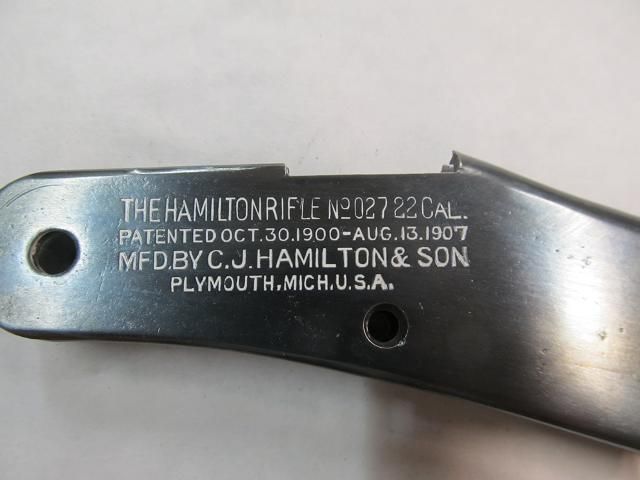 THE HAMILTON RIFLE No 027 22 CAL.
PATENTED OCT. 30. 1900-AUG. 13. 1907
MFD. BY C. J. HAMILTON & SON
PLYMOUTH, MICH. U.S.A.